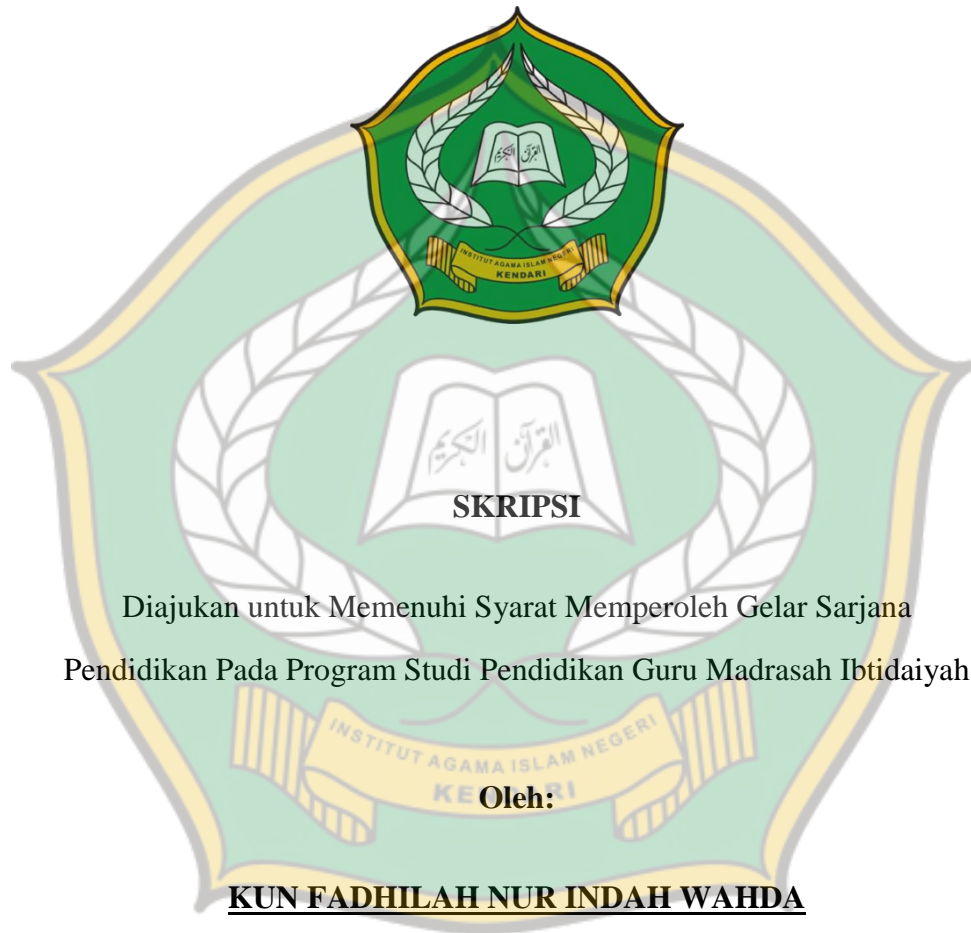 القرآن الكريم
INSTITUT AGAMA ISLAM NEGERI
KENDARI
القرآن الكريم
SKRIPSI
Diajukan untuk Memenuhi Syarat Memperoleh Gelar Sarjana
Pendidikan Pada Program Studi Pendidikan Guru Madrasah Ibtidaiyah
INSTITUT AGAMA ISLAM NEGERI
KENDARI
Oleh:
KUN FADHILAH NUR INDAH WAHDA